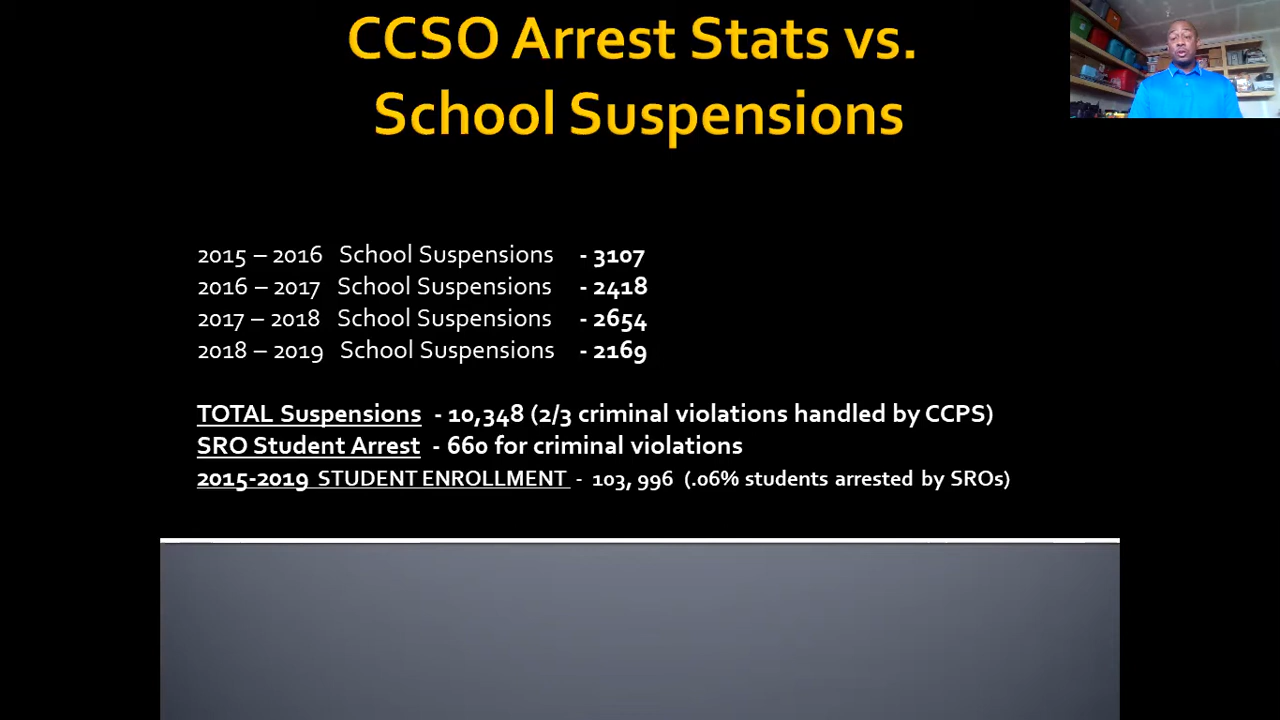 CCSO Arrest Stats vs.
School Suspensions
2015 – 2016 School Suspensions - 3107
2016 – 2017 School Suspensions - 2418
2017 – 2018 School Suspensions - 2654
2018 – 2019 School Suspensions - 2169
TOTAL Suspensions - 10,348 (2/3 criminal violations handled by CCPS)
SRO Student Arrest - 660 for criminal violations
2015-2019 STUDENT ENROLLMENT - 103, 996 (.06% students arrested by SROs)